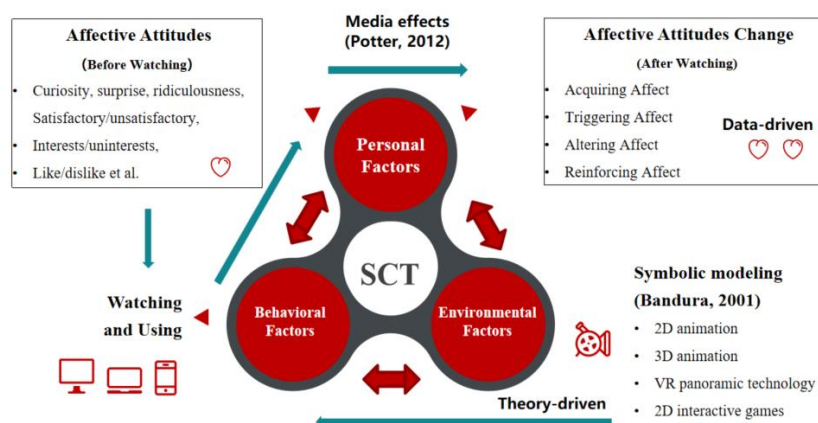 Affective Attitudes
(Before Watching)
• Curiosity, surprise, ridiculousness,
Satisfactory/unsatisfactory,
• Interests/uninterests,
• Like/dislike et al.
Media effects
(Potter, 2012)
Affective Attitudes Change
(After Watching)
• Acquiring Affect
• Triggering Affect
• Altering Affect
• Reinforcing Affect
Data-driven
Personal
Factors
SCT
Watching
and Using
Behavioral
Factors
Environmental
Factors
Symbolic modeling
(Bandura, 2001)
• 2D animation
• 3D animation
• VR panoramic technology
• 2D interactive games
Theory-driven